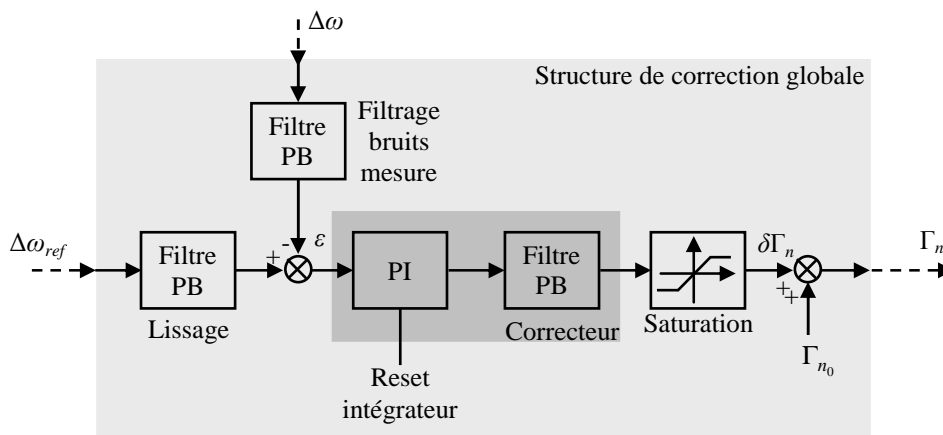 Δω
Structure de correction globale
Filtre
PB
Filtrage
bruits
mesure
Δω_ref
Filtre
PB
Lissage
+
-
ε
PI
Filtre
PB
Correcteur
Reset
intégrateur
Saturation
δΓ_n
+
+
Γ_n₀
Γ_n